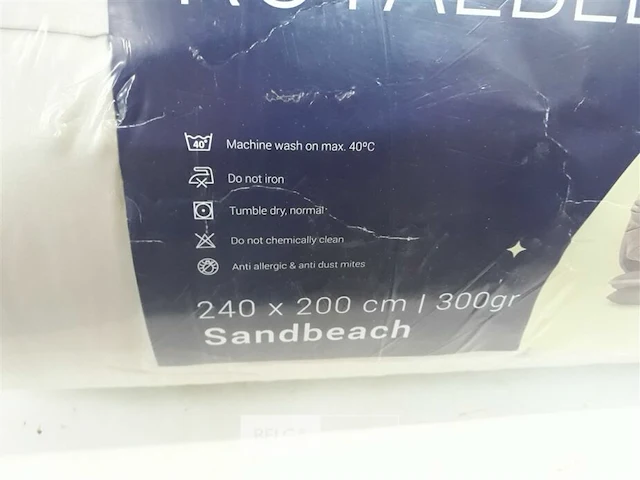 40°
Machine wash on max. 40ºC
Do not iron
Tumble dry, normal
Do not chemically clean
Anti allergic & anti dust mites
240 x 200 cm | 300gr
Sandbeach